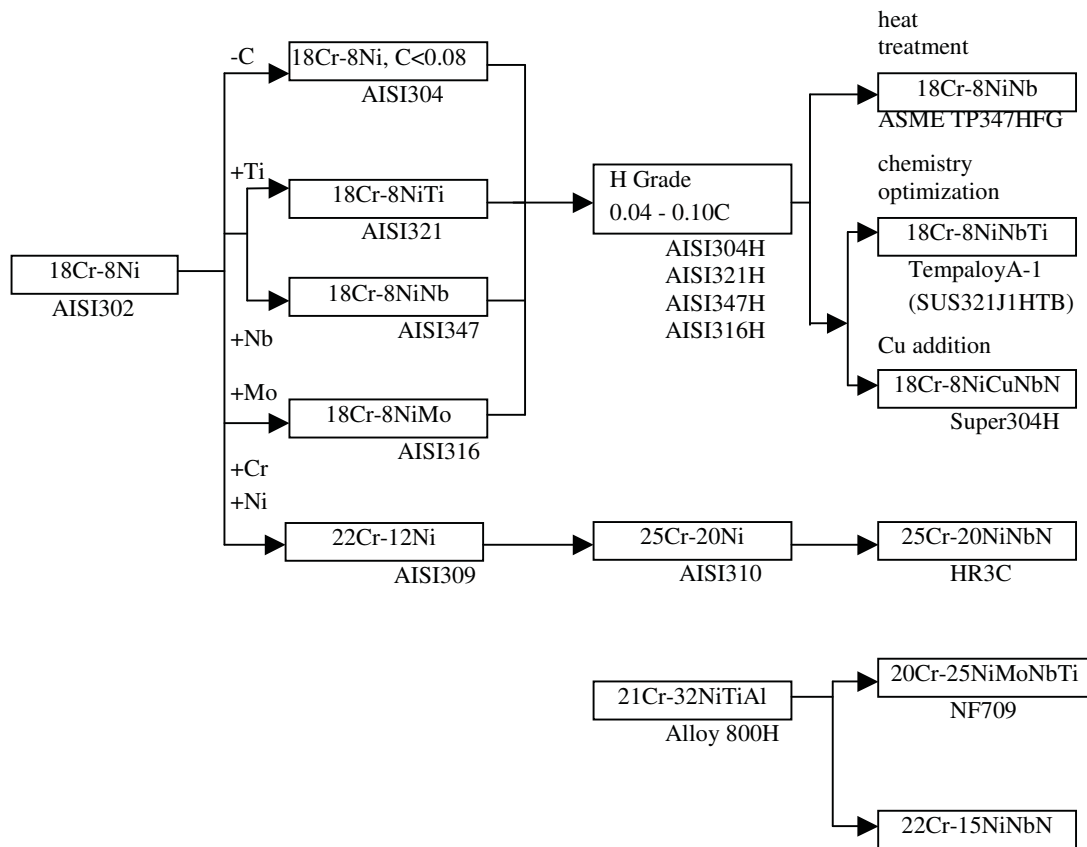 heat
treatment
-C
18Cr-8Ni, C<0.08
AISI304
18Cr-8NiNb
ASME TP347HFG
+Ti
18Cr-8NiTi
AISI321
H Grade
0.04 - 0.10C
AISI304H
AISI321H
AISI347H
AISI316H
chemistry
optimization
18Cr-8NiNbTi
TempaloyA-1
(SUS321J1HTB)
18Cr-8Ni
AISI302
18Cr-8NiNb
AISI347
+Nb
Cu addition
18Cr-8NiCuNbN
Super304H
+Mo
18Cr-8NiMo
AISI316
+Cr
+Ni
22Cr-12Ni
AISI309
25Cr-20Ni
AISI310
25Cr-20NiNbN
HR3C
21Cr-32NiTiAl
Alloy 800H
20Cr-25NiMoNbTi
NF709
22Cr-15NiNbN